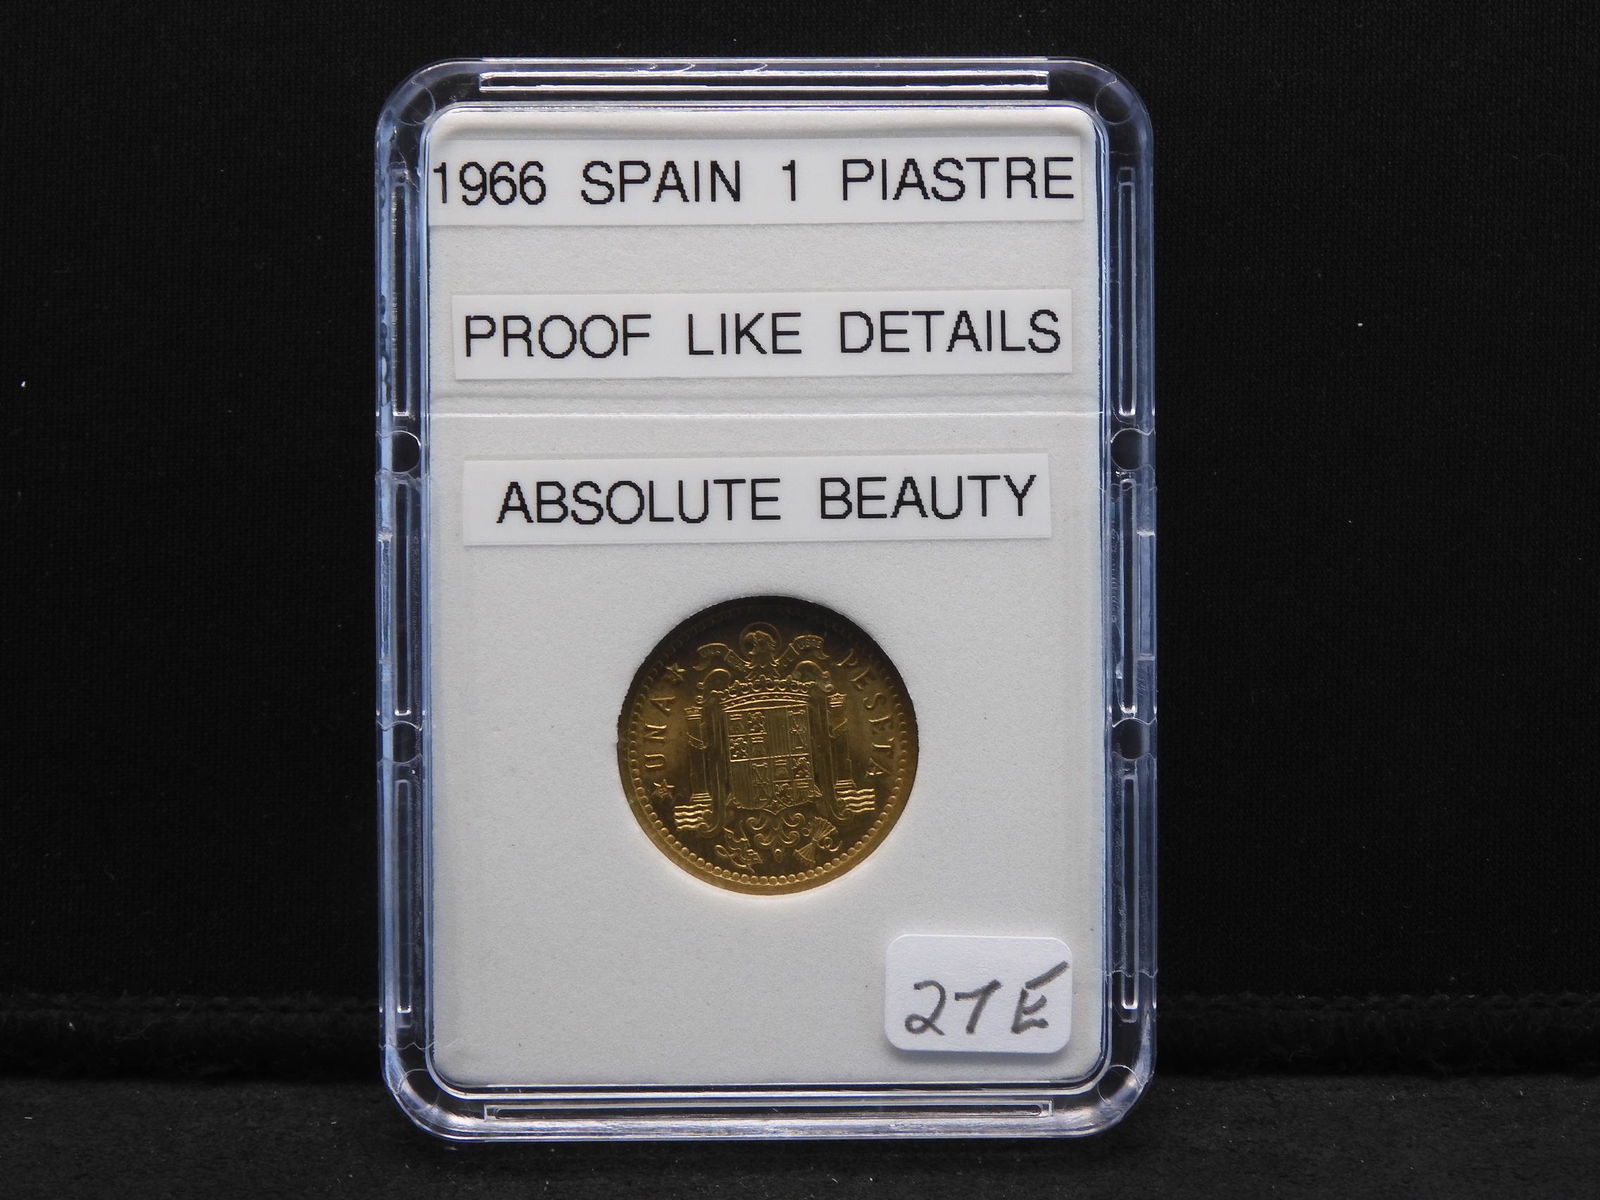 1966 SPAIN 1 PIASTRE
PROOF LIKE DETAILS
ABSOLUTE BEAUTY
UNA PESETA
27E